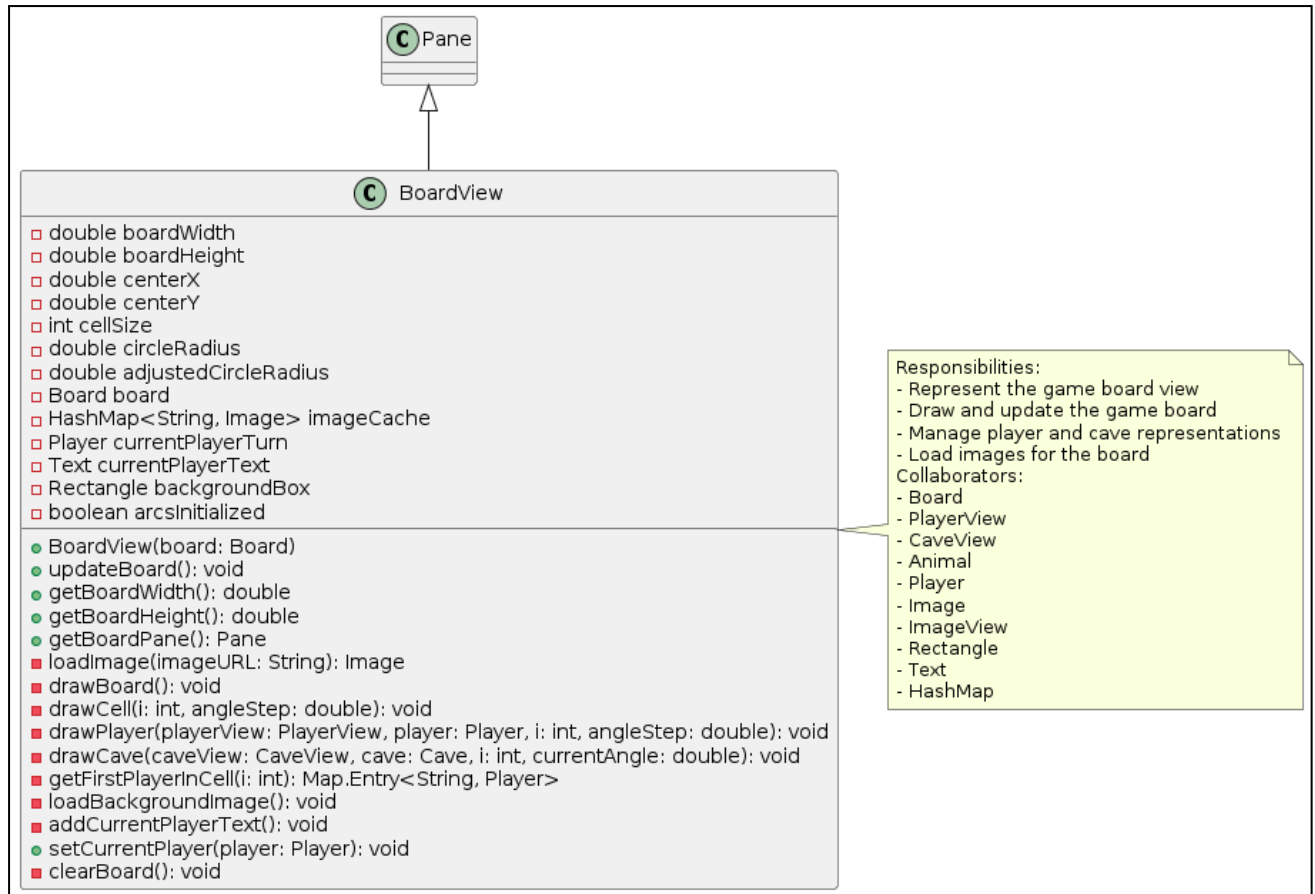 C Pane
C BoardView
double boardWidth
double boardHeight
double centerX
double centerY
int cellSize
double circleRadius
double adjustedCircleRadius
Board board
HashMap<String, Image> imageCache
Player currentPlayerTurn
Text currentPlayerText
Rectangle backgroundBox
boolean arcsInitialized
BoardView(board: Board)
updateBoard(): void
getBoardWidth(): double
getBoardHeight(): double
getBoardPane(): Pane
loadImage(imageURL: String): Image
drawBoard(): void
drawCell(i: int, angleStep: double): void
drawPlayer(playerView: PlayerView, player: Player, i: int, angleStep: double): void
drawCave(caveView: CaveView, cave: Cave, i: int, currentAngle: double): void
getFirstPlayerInCell(i: int): Map.Entry<String, Player>
loadBackgroundImage(): void
addCurrentPlayerText(): void
setCurrentPlayer(player: Player): void
clearBoard(): void
Responsibilities:
- Represent the game board view
- Draw and update the game board
- Manage player and cave representations
- Load images for the board
Collaborators:
- Board
- PlayerView
- CaveView
- Animal
- Player
- Image
- ImageView
- Rectangle
- Text
- HashMap